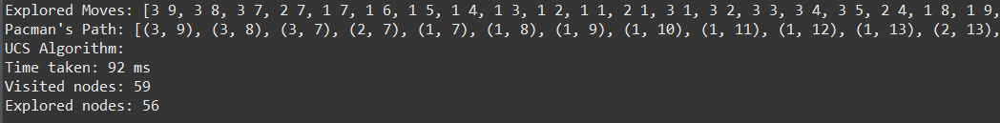 Explored Moves: [3 9, 3 8, 3 7, 2 7, 1 7, 1 6, 1 5, 1 4, 1 3, 1 2, 1 1, 2 1, 3 1, 3 2, 3 3, 3 4, 3 5, 2 4, 1 8, 1 9,
Pacman's Path: [(3, 9), (3, 8), (3, 7), (2, 7), (1, 7), (1, 8), (1, 9), (1, 10), (1, 11), (1, 12), (1, 13), (2, 13),
UCS Algorithm:
Time taken: 92 ms
Visited nodes: 59
Explored nodes: 56